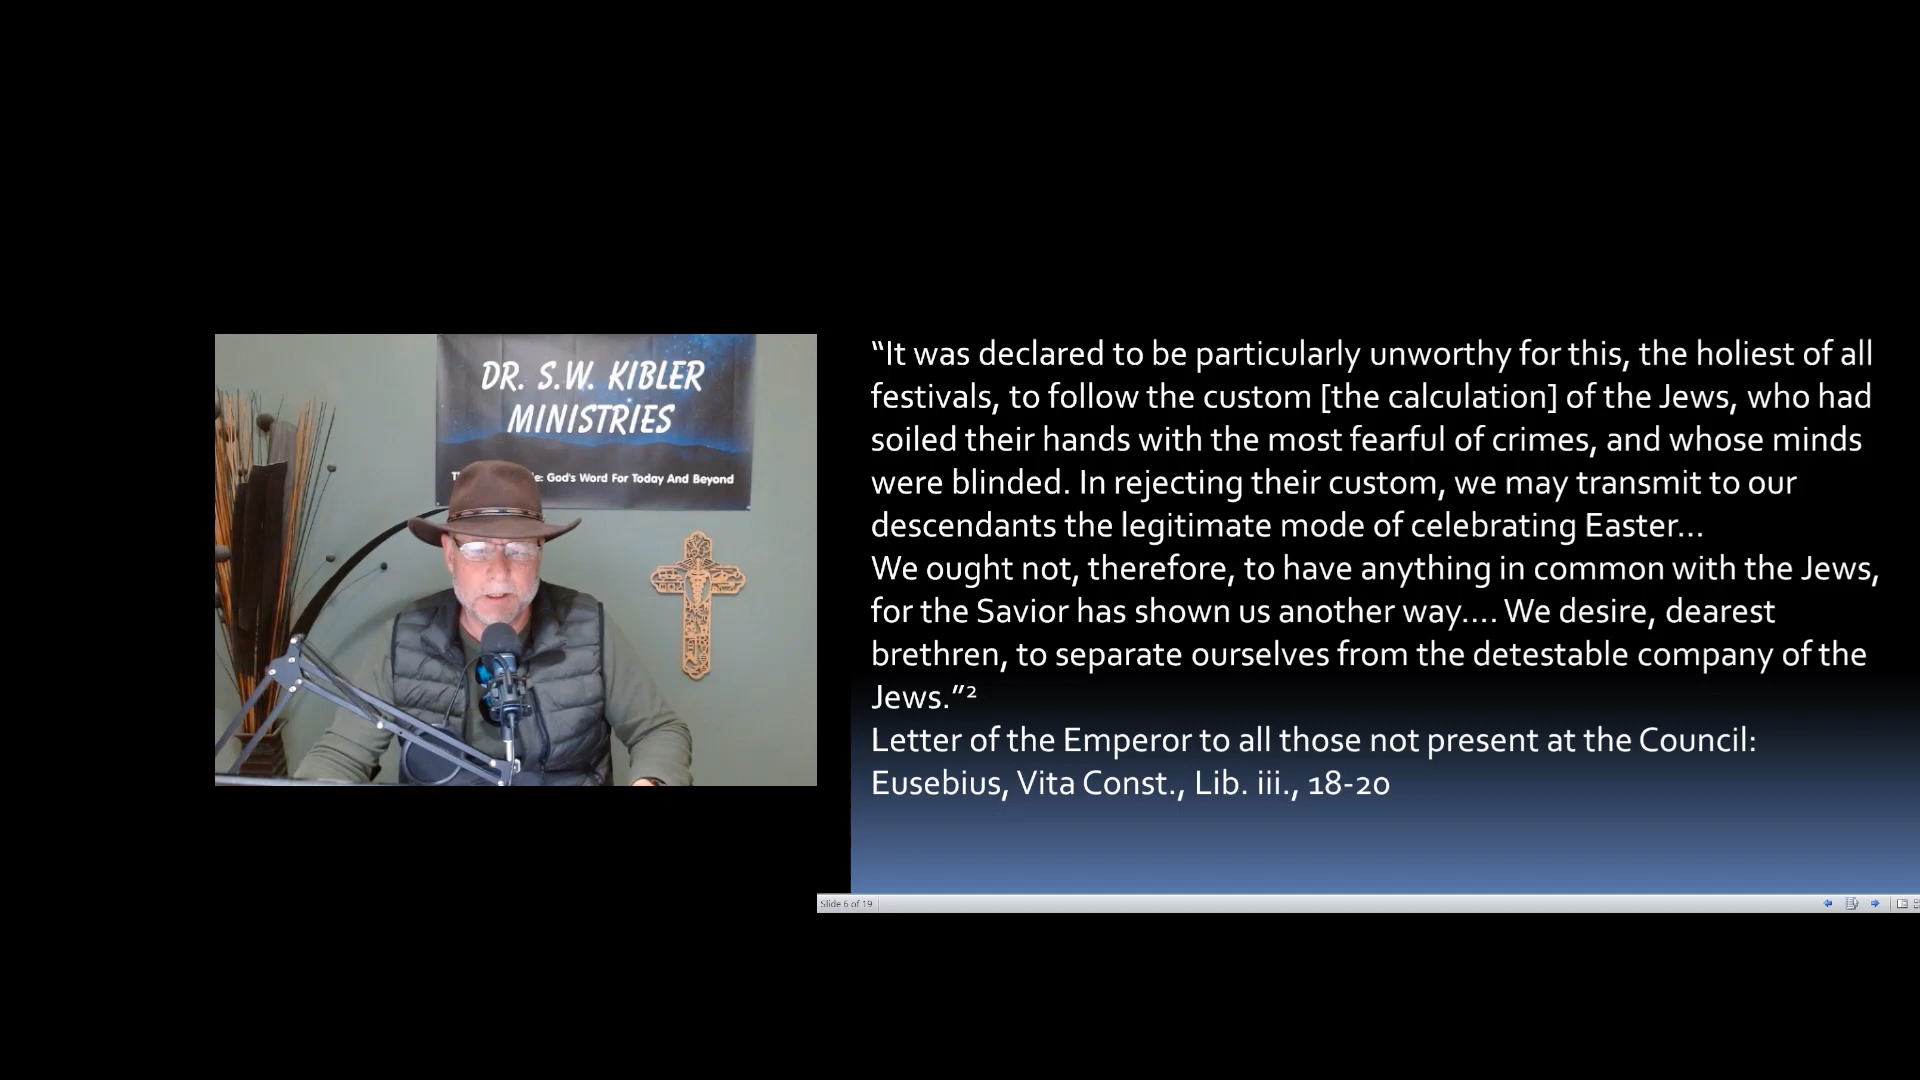 DR. S.W. KIBLER
MINISTRIES
e: God's Word For Today And Beyond
“It was declared to be particularly unworthy for this, the holiest of all
festivals, to follow the custom [the calculation] of the Jews, who had
soiled their hands with the most fearful of crimes, and whose minds
were blinded. In rejecting their custom, we may transmit to our
descendants the legitimate mode of celebrating Easter…
We ought not, therefore, to have anything in common with the Jews,
for the Savior has shown us another way.… We desire, dearest
brethren, to separate ourselves from the detestable company of the
Jews.”²
Letter of the Emperor to all those not present at the Council:
Eusebius, Vita Const., Lib. iii., 18-20
Slide 6 of 19